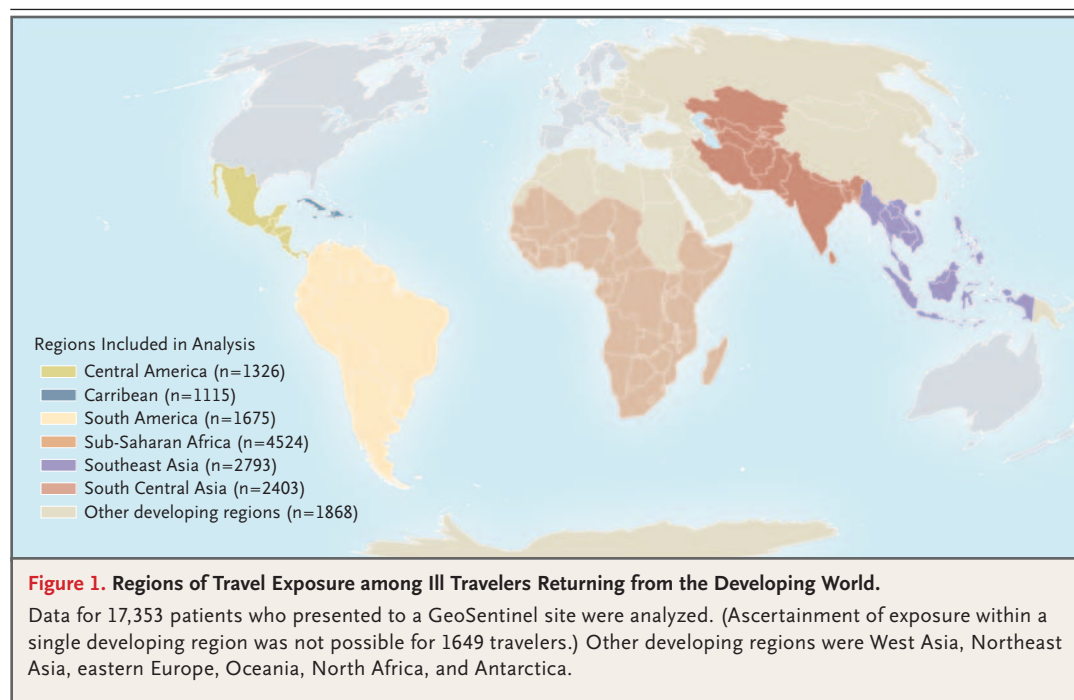 Regions Included in Analysis
Central America (n=1326)
Carribean (n=1115)
South America (n=1675)
Sub-Saharan Africa (n=4524)
Southeast Asia (n=2793)
South Central Asia (n=2403)
Other developing regions (n=1868)
Figure 1. Regions of Travel Exposure among Ill Travelers Returning from the Developing World.
Data for 17,353 patients who presented to a GeoSentinel site were analyzed. (Ascertainment of exposure within a
single developing region was not possible for 1649 travelers.) Other developing regions were West Asia, Northeast
Asia, eastern Europe, Oceania, North Africa, and Antarctica.